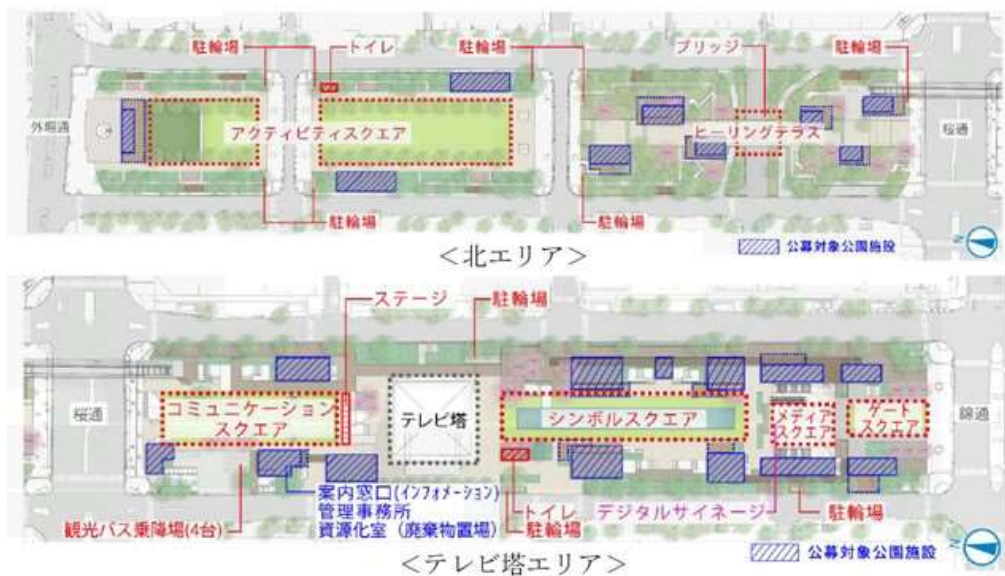 駐輪場
トイレ
駐輪場
ブリッジ
駐輪場
外堀通
アクティビティスクエア
ヒーリングテラス
桜通
駐輪場
駐輪場
公募対象公園施設
N
＜北エリア＞
ステージ
駐輪場
桜通
コミュニケーション
スクエア
テレビ塔
シンボルスクエア
メディア
スクエア
ゲート
スクエア
錦通
案内窓口(インフォメーション)
管理事務所
資源化室（廃棄物置場）
観光バス乗降場(4台)
トイレ
駐輪場
デジタルサイネージ
駐輪場
公募対象公園施設
N
＜テレビ塔エリア＞